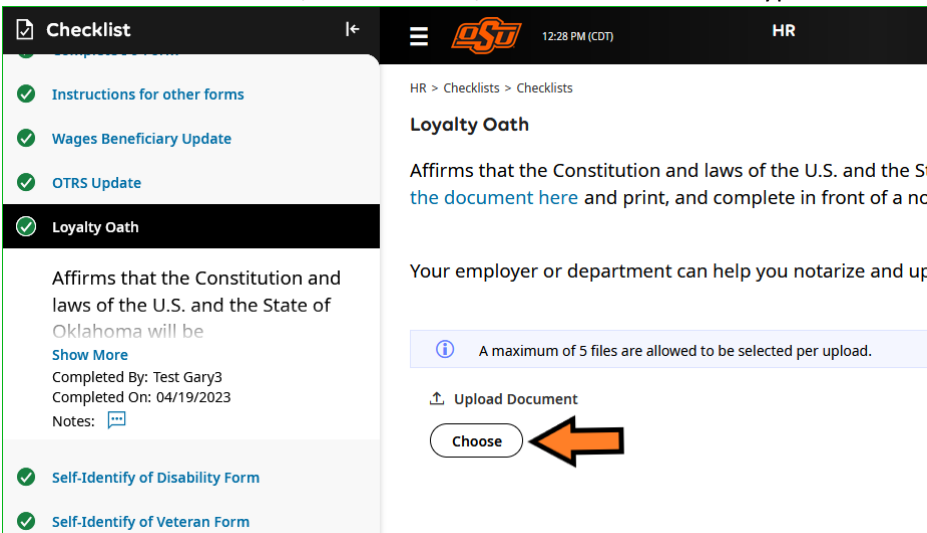 Checklist
Instructions for other forms
Wages Beneficiary Update
OTRS Update
Loyalty Oath
Affirms that the Constitution and
laws of the U.S. and the State of
Oklahoma will be
Show More
Completed By: Test Gary3
Completed On: 04/19/2023
Notes:
Self-Identify of Disability Form
Self-Identify of Veteran Form
OSU
12:28 PM (CDT)
HR
HR > Checklists > Checklists
Loyalty Oath
Affirms that the Constitution and laws of the U.S. and the
the document here and print, and complete in front of a
Your employer or department can help you notarize and
A maximum of 5 files are allowed to be selected per upload.
Upload Document
Choose